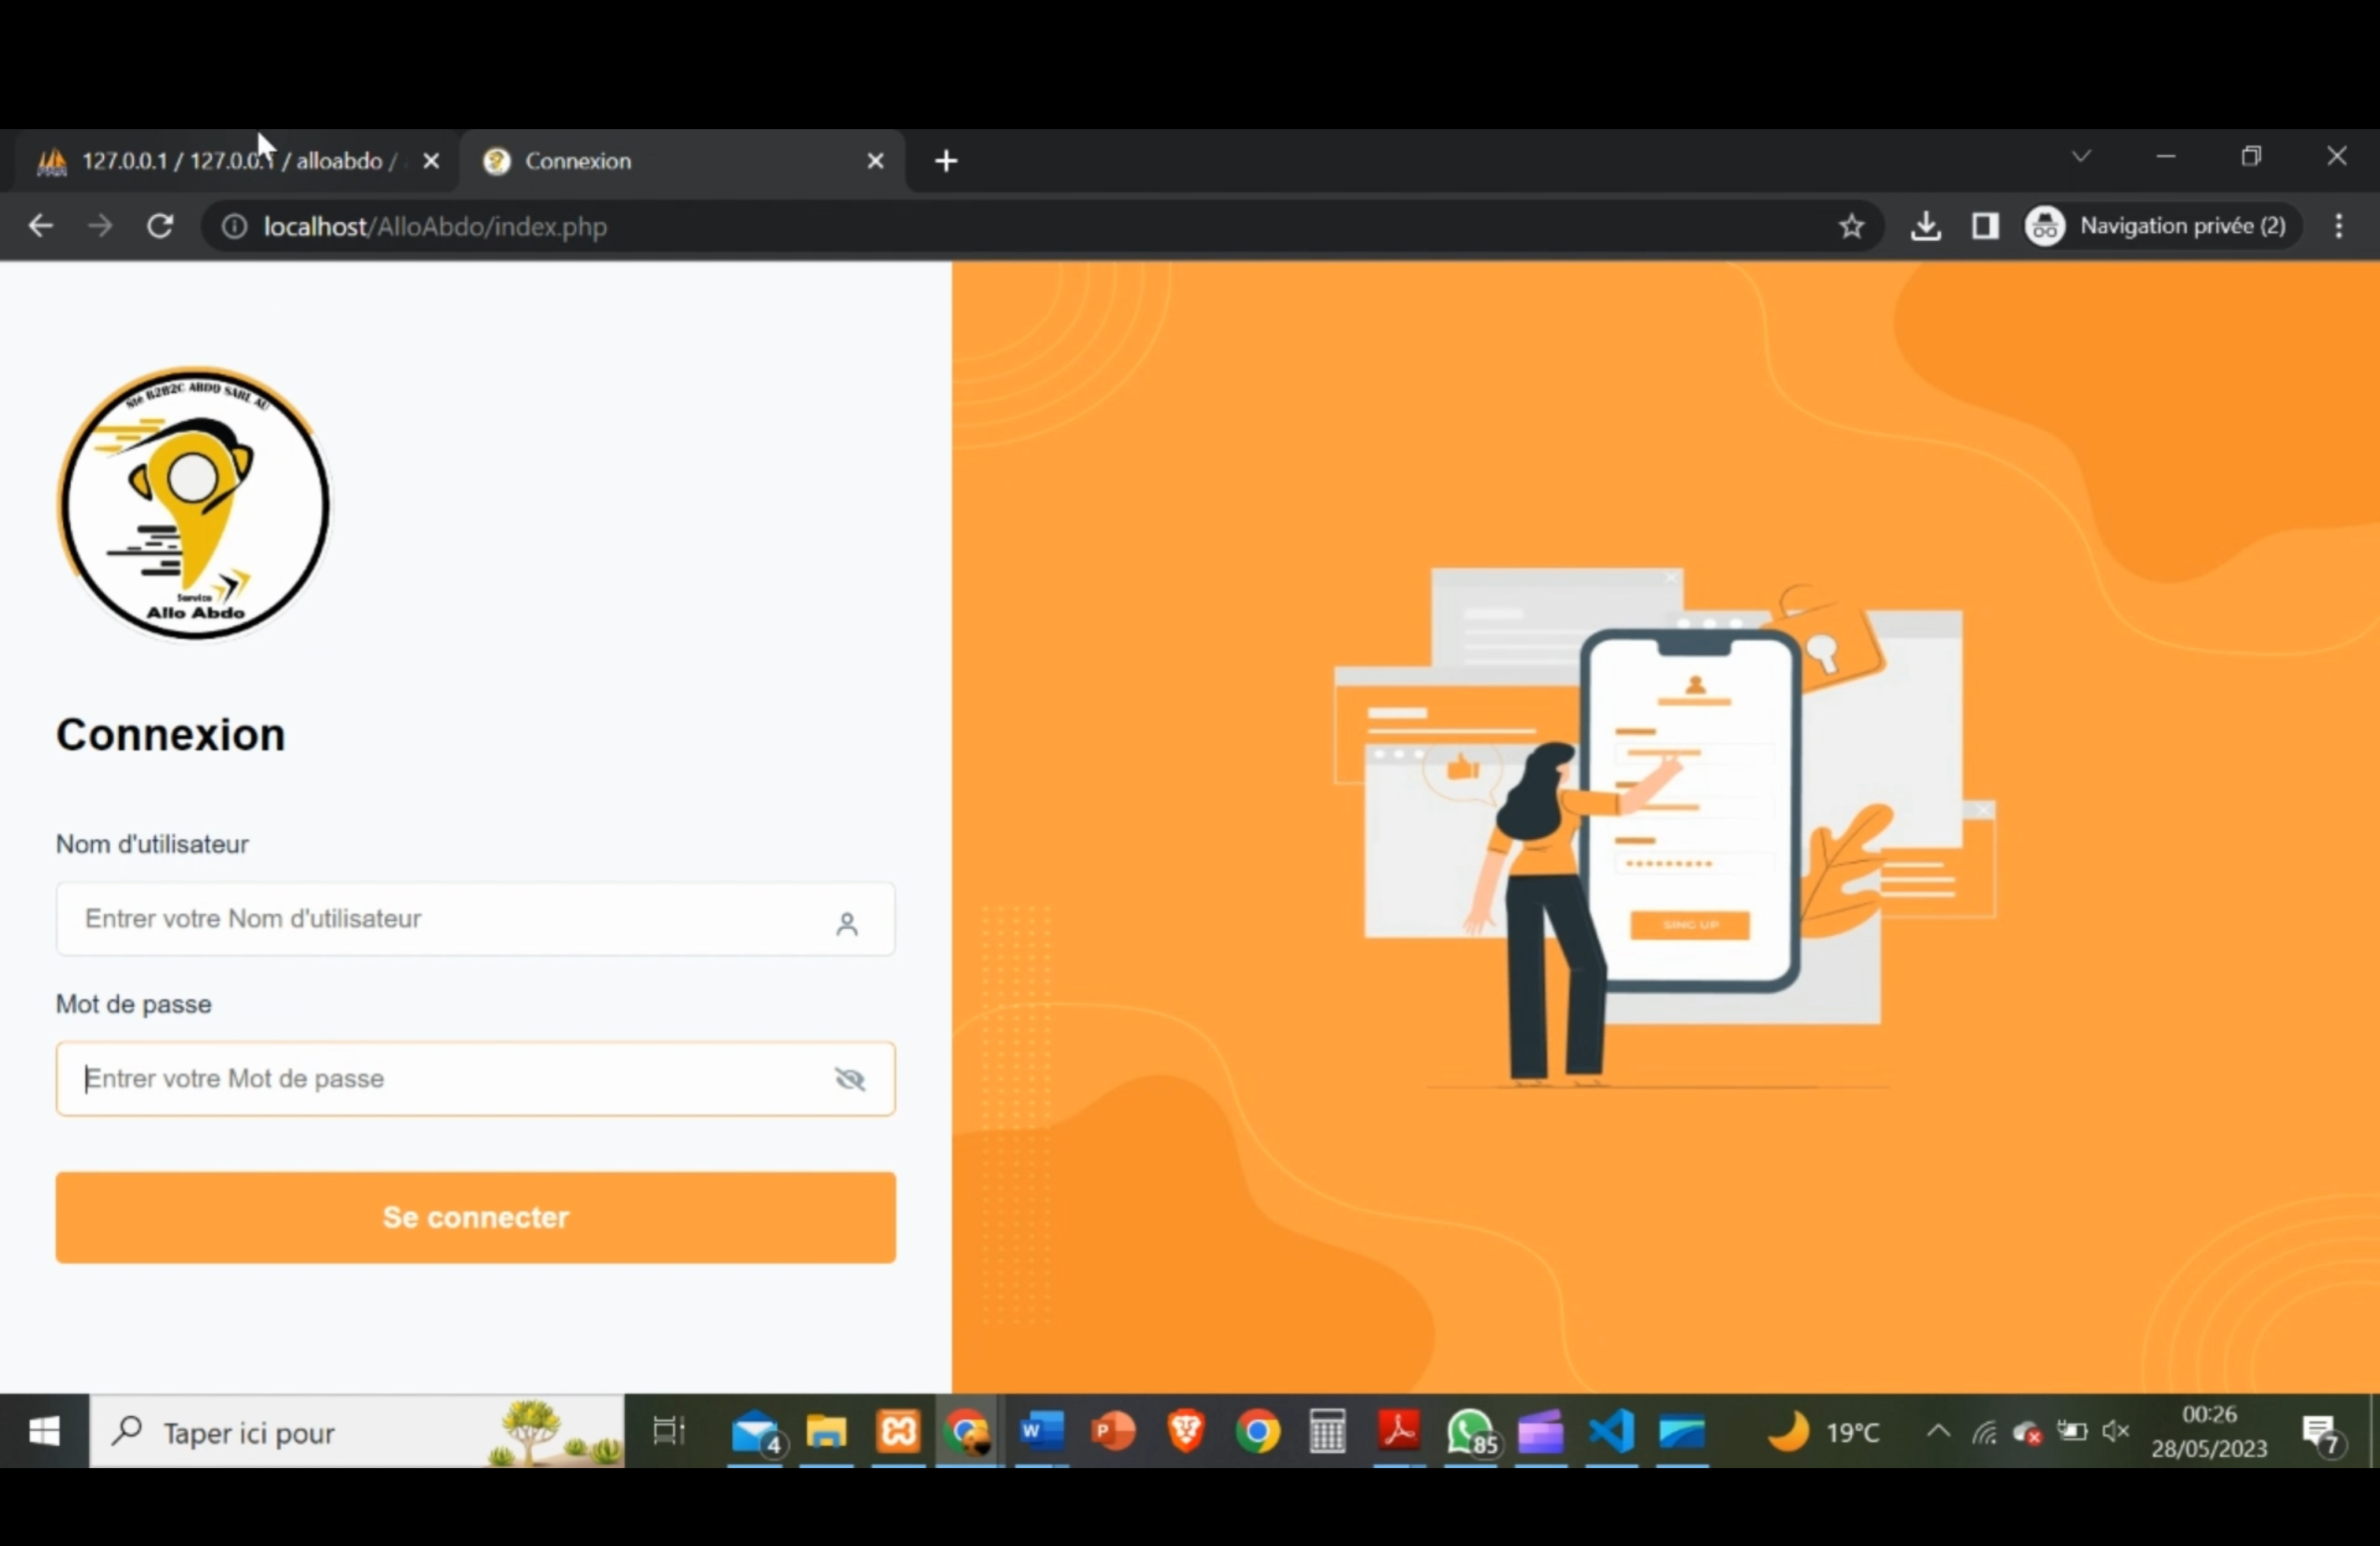 127.0.0.1 / 127.0.0.1 / alloabdo /
Connexion
localhost/AlloAbdo/index.php
Navigation privée (2)
Sté B2B2C ABDO SARL AU
Service
Allo Abdo
Connexion
Nom d'utilisateur
Entrer votre Nom d'utilisateur
Mot de passe
Entrer votre Mot de passe
Se connecter
SING UP
Taper ici pour
4
W
P
85
19°C
00:26
28/05/2023
7